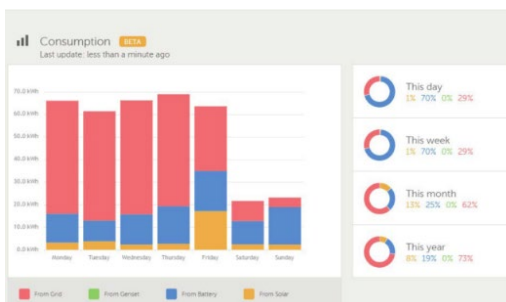 Consumption BETA
Last update: less than a minute ago
70.0 kWh
60.0 kWh
50.0 kWh
40.0 kWh
30.0 kWh
20.0 kWh
10.0 kWh
0.0 kWh
Monday Tuesday Wednesday Thursday Friday Saturday Sunday
From Grid From Genset From Battery From Solar
This day
1% 70% 0% 29%
This week
1% 70% 0% 29%
This month
13% 25% 0% 62%
This year
8% 19% 0% 73%